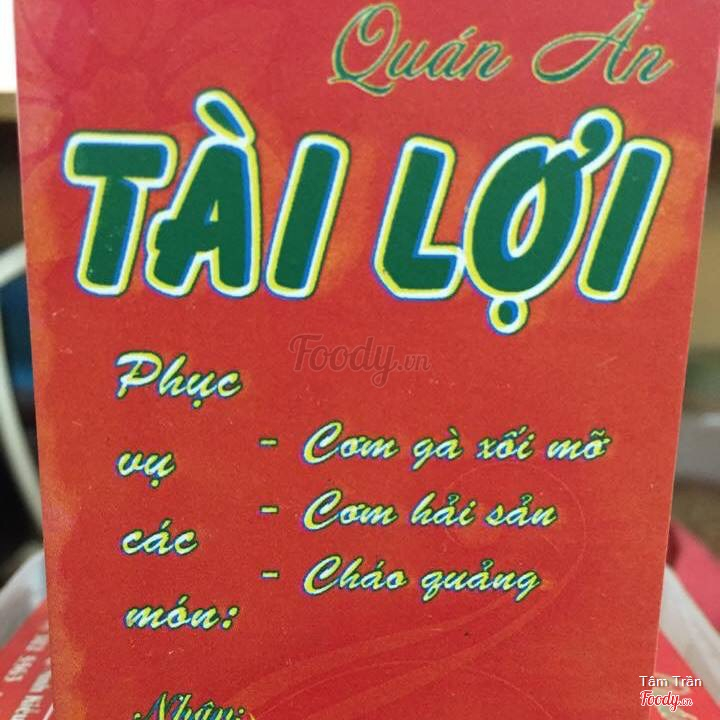 Quán Ăn
TÀI LỢI
Foody.vn
Phục
vụ
các
món:
- Cơm gà xối mỡ
- Cơm hải sản
- Cháo quảng
Nhận:
Tâm Trần
Foody.vn